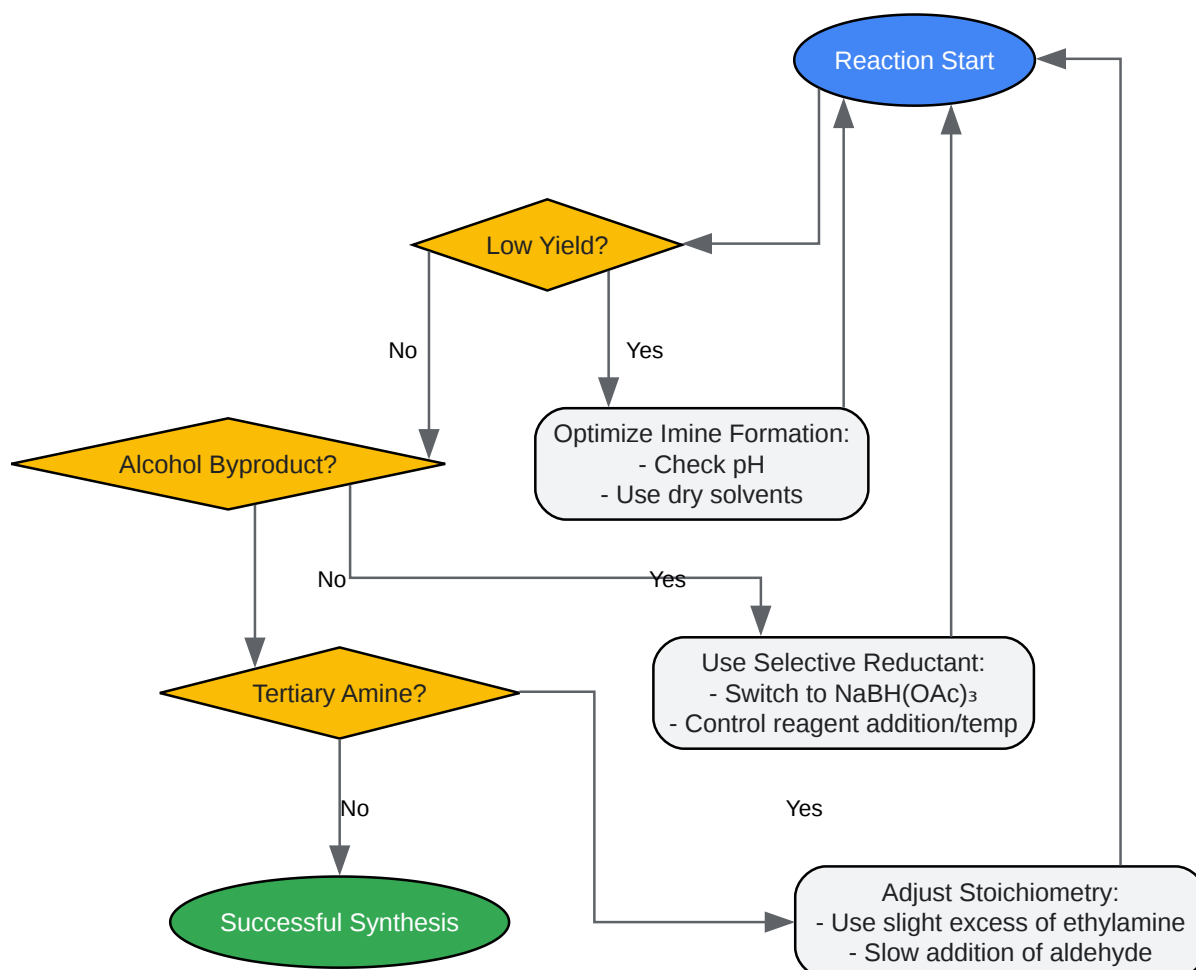 Reaction Start
Low Yield?
No
Yes
Optimize Imine Formation:
- Check pH
- Use dry solvents
Alcohol Byproduct?
No
Yes
Use Selective Reductant:
- Switch to NaBH(OAc)₃
- Control reagent addition/temp
Tertiary Amine?
No
Yes
Adjust Stoichiometry:
- Use slight excess of ethylamine
- Slow addition of aldehyde
Successful Synthesis